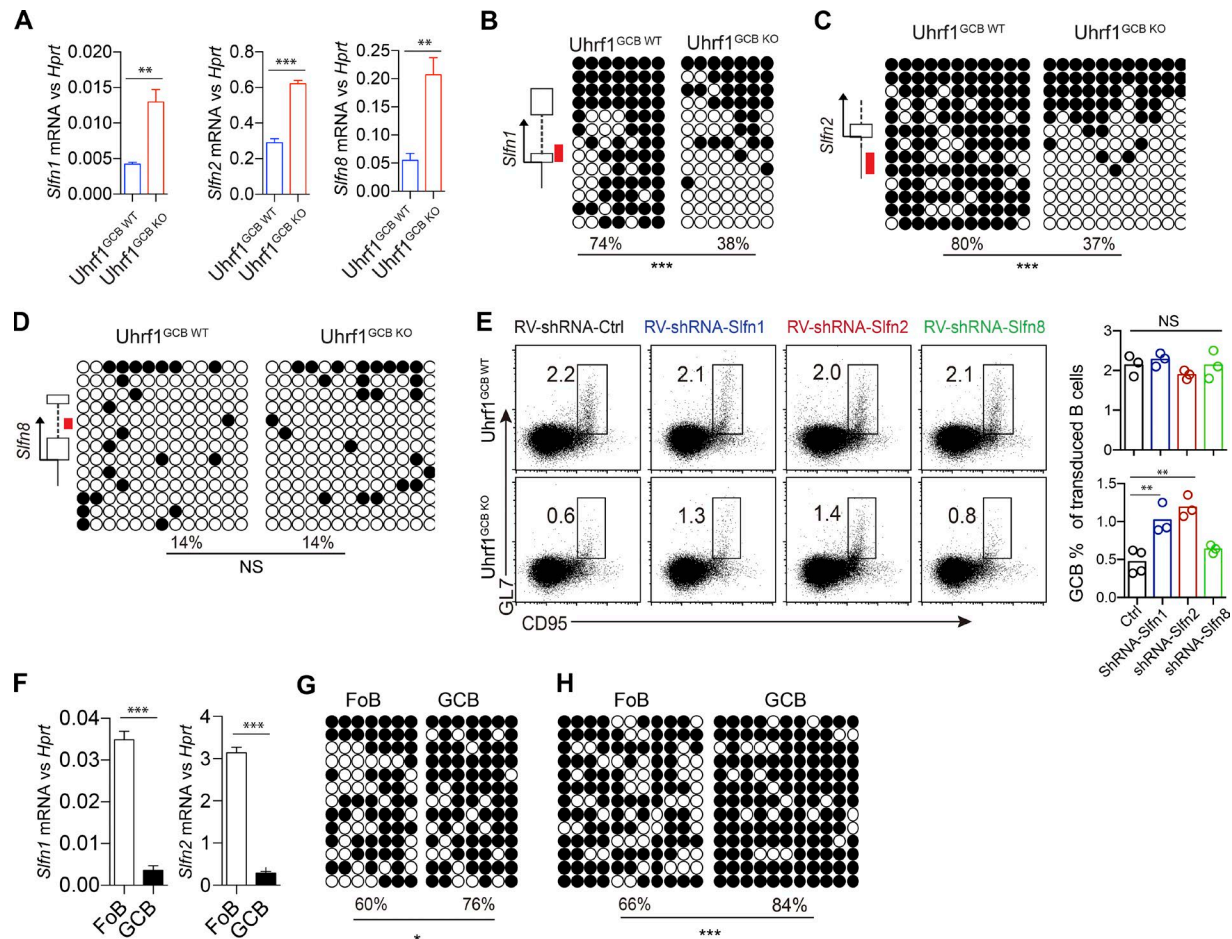 A
Slfn1 mRNA vs Hprt
0.020
0.015
0.010
0.005
0.000
**
Uhrf1GCB WT
Uhrf1GCB KO
Slfn2 mRNA vs Hprt
0.8
0.6
0.4
0.2
0.0
***
Uhrf1GCB WT
Uhrf1GCB KO
Slfn8 mRNA vs Hprt
0.25
0.20
0.15
0.10
0.05
0.00
**
Uhrf1GCB WT
Uhrf1GCB KO
B
Uhrf1GCB WT
Uhrf1GCB KO
Slfn1
74%
38%
***
C
Uhrf1GCB WT
Uhrf1GCB KO
Slfn2
80%
37%
***
D
Uhrf1GCB WT
Uhrf1GCB KO
Slfn8
14%
14%
NS
E
RV-shRNA-Ctrl
RV-shRNA-Slfn1
RV-shRNA-Slfn2
RV-shRNA-Slfn8
Uhrf1GCB WT
2.2
2.1
2.0
2.1
Uhrf1GCB KO
0.6
1.3
1.4
0.8
GL7
CD95
GCB % of transduced B cells
3
2
1
0
NS
1.5
1.0
0.5
0.0
**
**
Ctrl
ShRNA-Slfn1
shRNA-Slfn2
shRNA-Slfn8
F
Slfn1 mRNA vs Hprt
0.04
0.03
0.02
0.01
0.00
***
FoB
GCB
Slfn2 mRNA vs Hprt
4
3
2
1
0
***
FoB
GCB
G
FoB
GCB
60%
76%
*
H
FoB
GCB
66%
84%
***